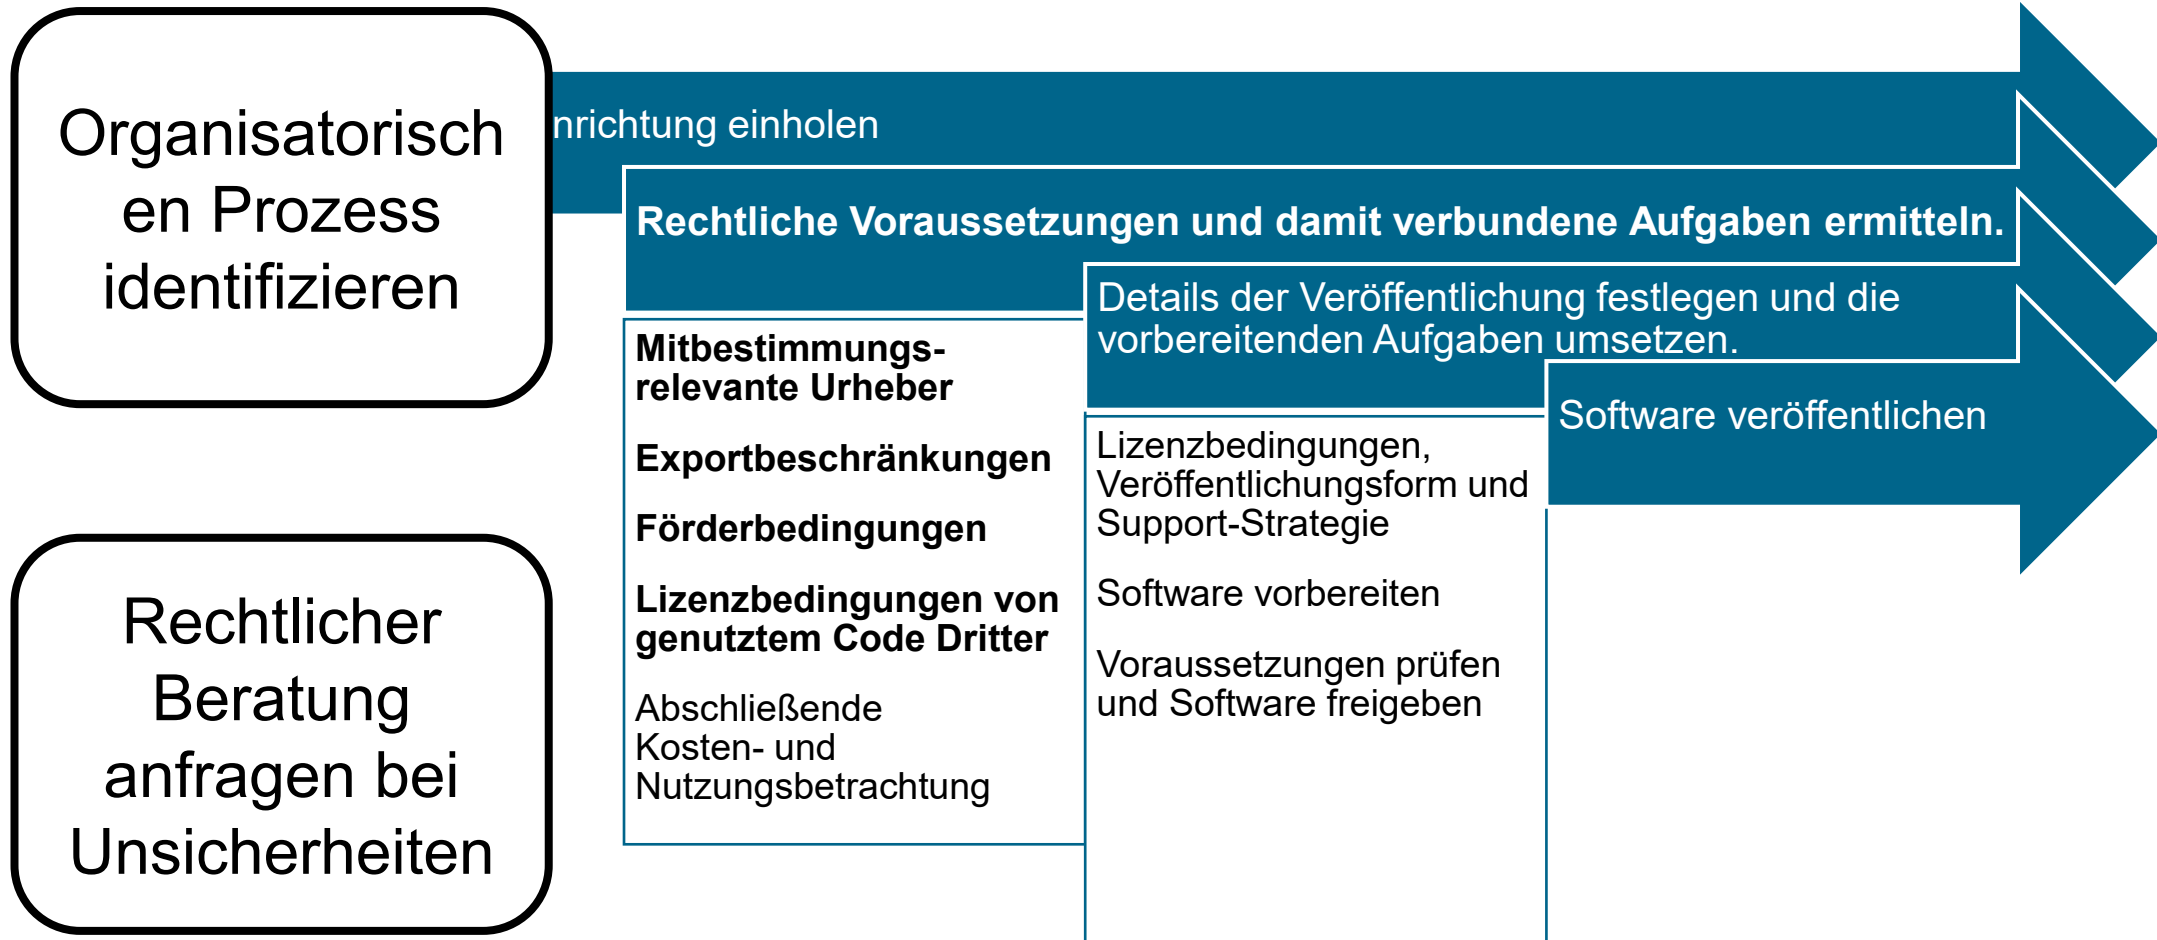 Organisatorisch
en Prozess
identifizieren
nrichtung einholen
Rechtliche Voraussetzungen und damit verbundene Aufgaben ermitteln.
Mitbestimmungs-
relevante Urheber
Exportbeschränkungen
Förderbedingungen
Lizenzbedingungen von
genutztem Code Dritter
Abschließende
Kosten- und
Nutzungsbetrachtung
Details der Veröffentlichung festlegen und die
vorbereitenden Aufgaben umsetzen.
Lizenzbedingungen,
Veröffentlichungsform und
Support-Strategie
Software vorbereiten
Voraussetzungen prüfen
und Software freigeben
Software veröffentlichen
Rechtlicher
Beratung
anfragen bei
Unsicherheiten